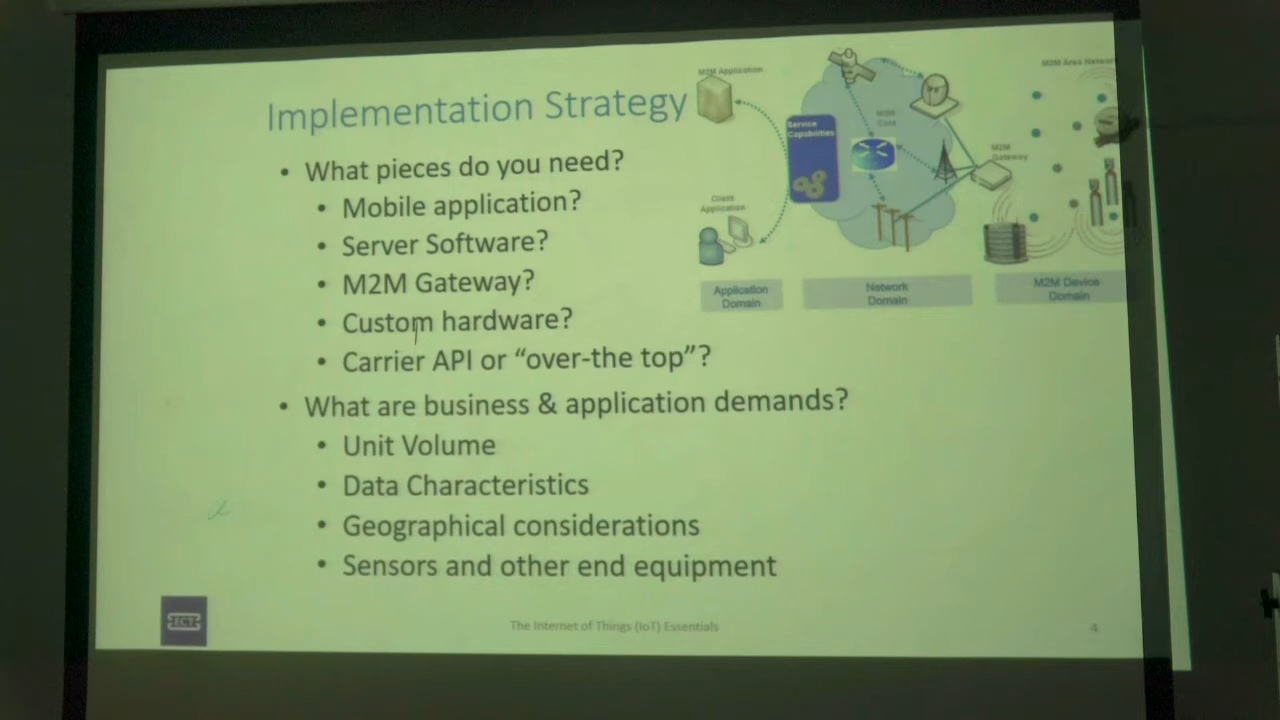 Implementation Strategy
• What pieces do you need?
• Mobile application?
• Server Software?
• M2M Gateway?
• Custom hardware?
• Carrier API or “over-the top”?
• What are business & application demands?
• Unit Volume
• Data Characteristics
• Geographical considerations
• Sensors and other end equipment
M2M Application
Service
Capabilities
M2M
Core
M2M
Gateway
M2M Area Networ
Client
Application
Application
Domain
Network
Domain
M2M Device
Domain
ECT
The Internet of Things (IoT) Essentials
4